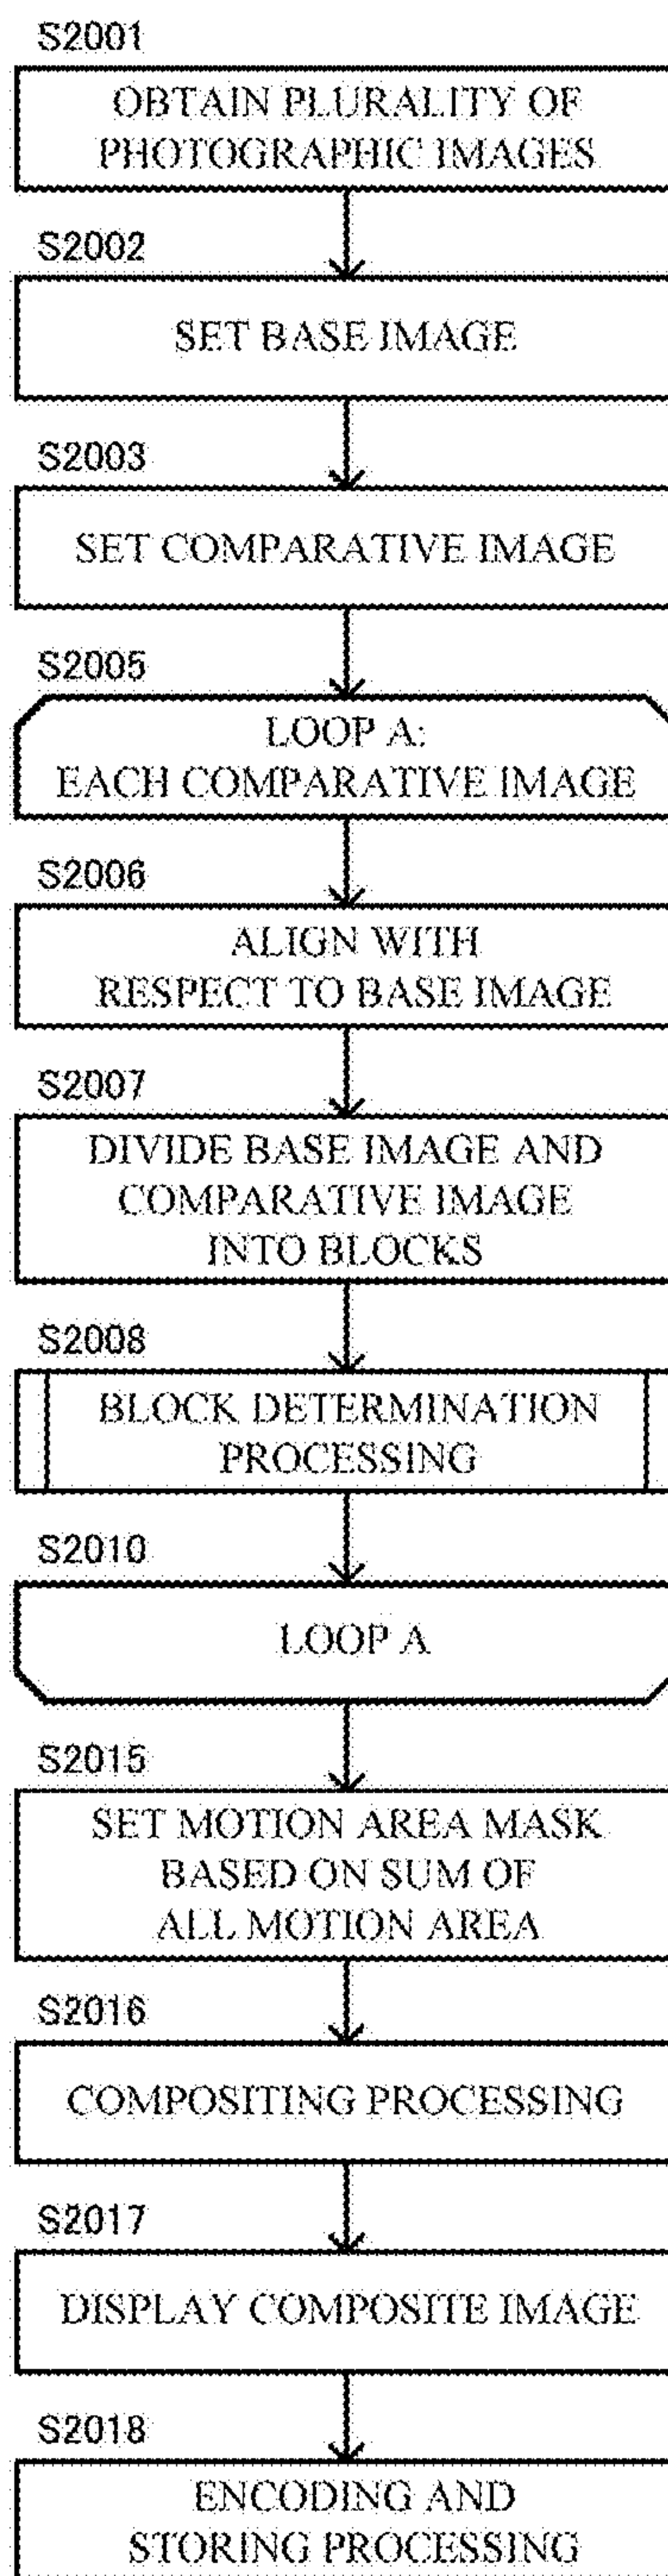 S2001
OBTAIN PLURALITY OF
PHOTOGRAPHIC IMAGES
S2002
SET BASE IMAGE
S2003
SET COMPARATIVE IMAGE
S2005
LOOP A:
EACH COMPARATIVE IMAGE
S2006
ALIGN WITH
RESPECT TO BASE IMAGE
S2007
DIVIDE BASE IMAGE AND
COMPARATIVE IMAGE
INTO BLOCKS
S2008
BLOCK DETERMINATION
PROCESSING
S2010
LOOP A
S2015
SET MOTION AREA MASK
BASED ON SUM OF
ALL MOTION AREA
S2016
COMPOSITING PROCESSING
S2017
DISPLAY COMPOSITE IMAGE
S2018
ENCODING AND
STORING PROCESSING